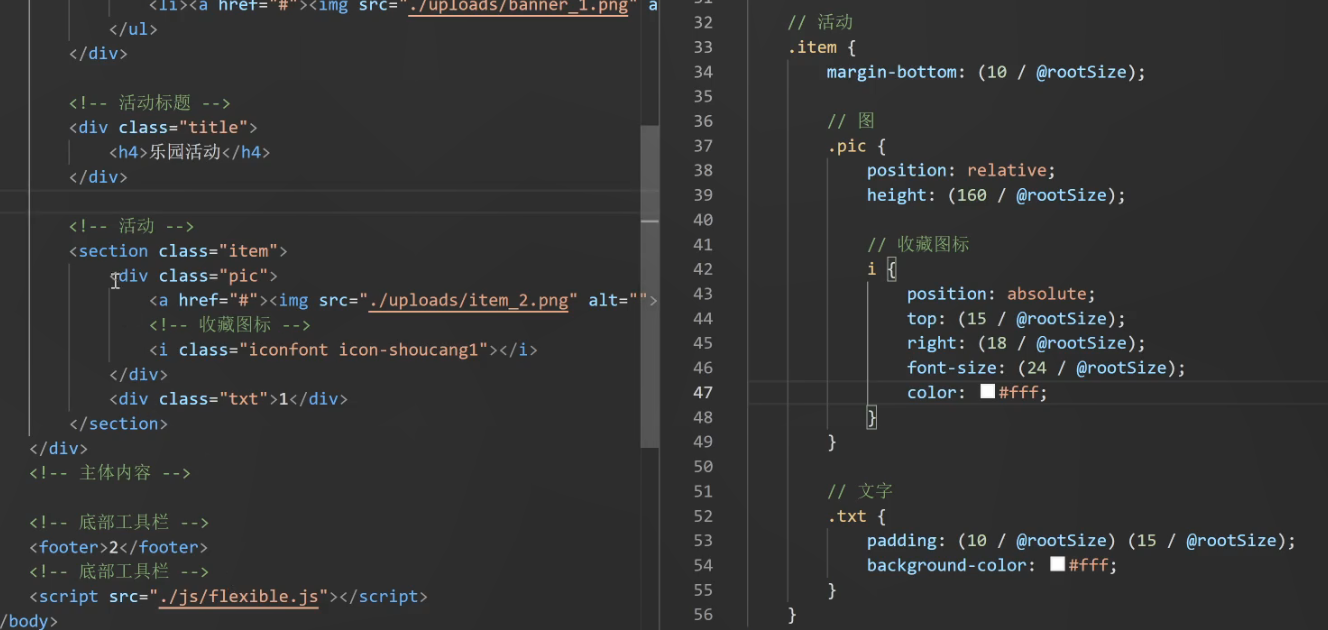 <li><a href="#"><img src="./uploads/banner_1.png" a
</ul>
</div>
<!-- 活动标题 -->
<div class="title">
<h4>乐园活动</h4>
</div>
<!-- 活动 -->
<section class="item">
<div class="pic">
<a href="#"><img src="./uploads/item_2.png" alt="">
<!-- 收藏图标 -->
<i class="iconfont icon-shoucang1"></i>
</div>
<div class="txt">1</div>
</section>
</div>
<!-- 主体内容 -->
<!-- 底部工具栏 -->
<footer>2</footer>
<!-- 底部工具栏 -->
<script src="./js/flexible.js"></script>
/body>
31
32 // 活动
33 .item {
34 margin-bottom: (10 / @rootSize);
35
36 // 图
37 .pic {
38 position: relative;
39 height: (160 / @rootSize);
40
41 // 收藏图标
42 i {
43 position: absolute;
44 top: (15 / @rootSize);
45 right: (18 / @rootSize);
46 font-size: (24 / @rootSize);
47 color: #fff;
48 }
49 }
50
51 // 文字
52 .txt {
53 padding: (10 / @rootSize) (15 / @rootSize);
54 background-color: #fff;
55 }
56 }